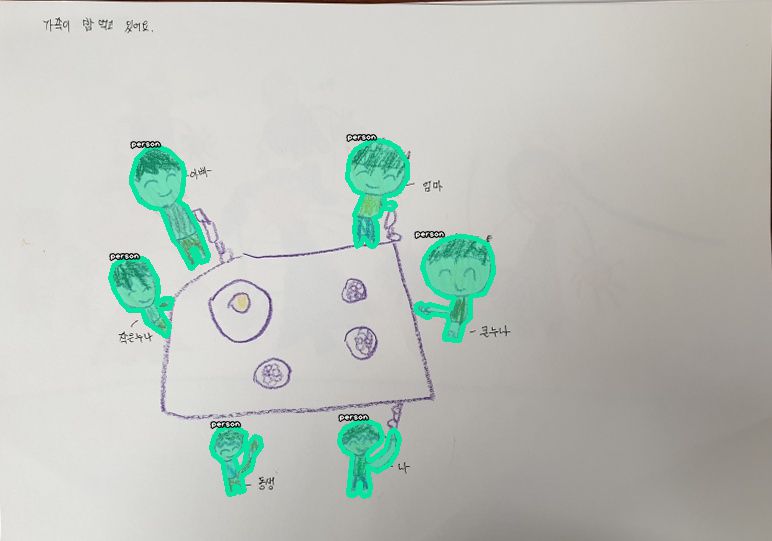 가족이 밥 먹고 있어요.
person
person
아빠
엄마
person
person
작은누나
큰누나
person
person
동생
나